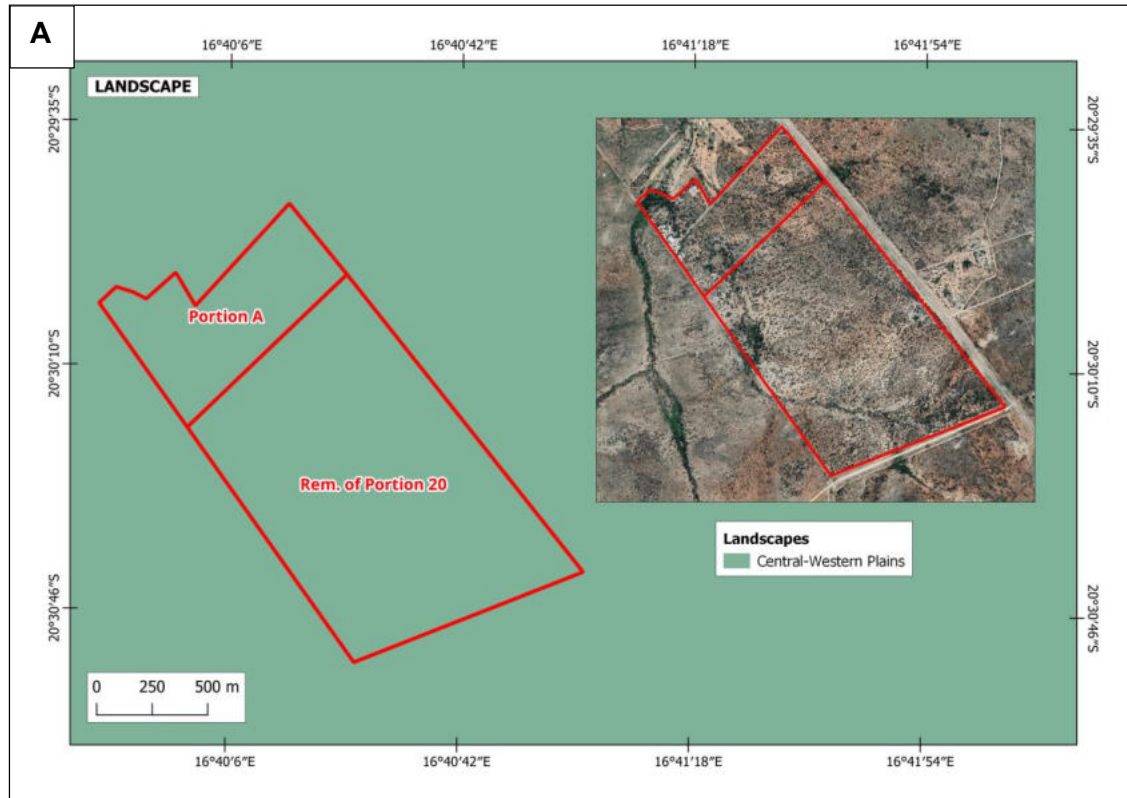 A
16°40'6"E
16°40'42"E
16°41'18"E
16°41'54"E
LANDSCAPE
20°29'35"S
20°29'35"S
Portion A
20°30'10"S
20°30'10"S
Rem. of Portion 20
Landscapes
Central-Western Plains
20°30'46"S
20°30'46"S
0 250 500 m
16°40'6"E
16°40'42"E
16°41'18"E
16°41'54"E